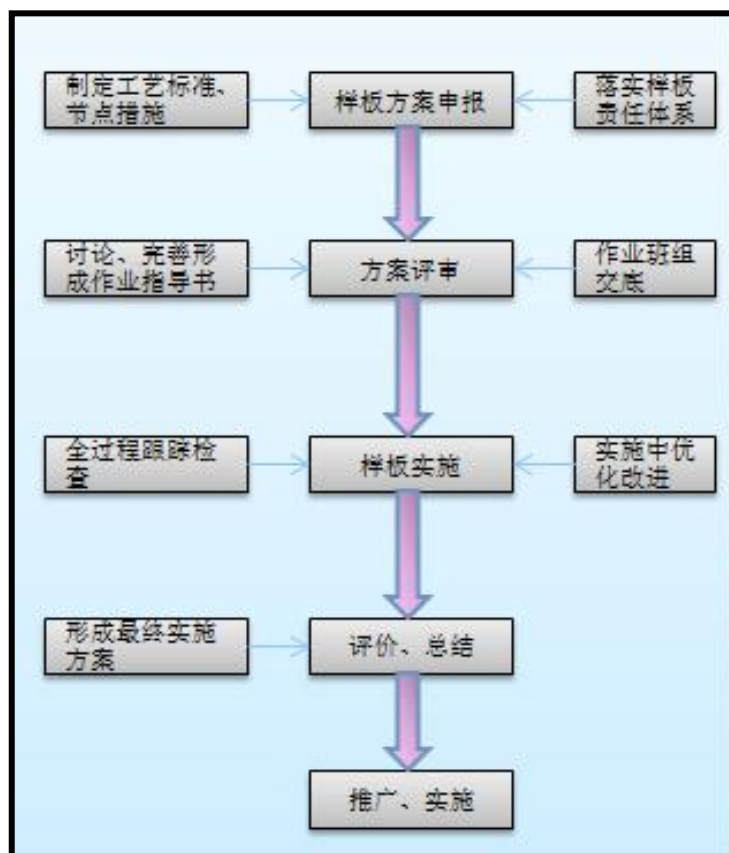 制定工艺标准、
节点措施
样板方案申报
落实样板
责任体系
讨论、完善形
成作业指导书
方案评审
作业班组
交底
全过程跟踪检
查
样板实施
实施中优
化改进
形成最终实施
方案
评价、总结
推广、实施